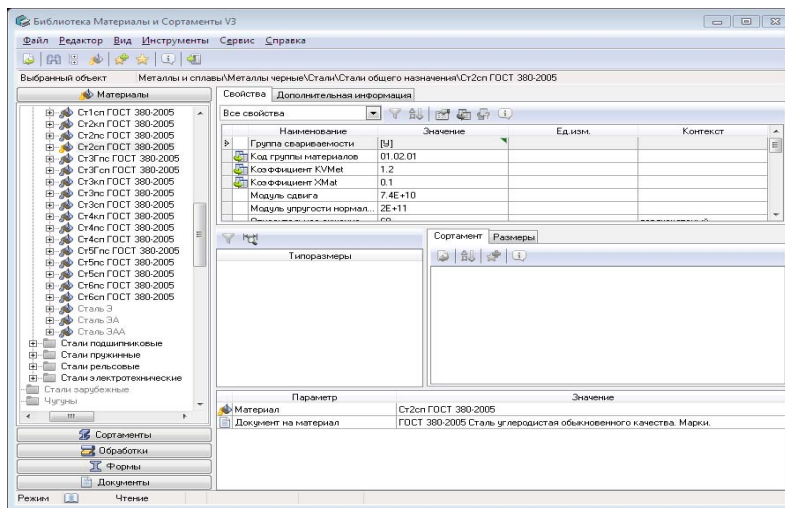 Библиотека Материалы и Сортаменты V3
Файл Редактор Вид Инструменты Сервис Справка
Выбранный объект Металлы и сплавы\Металлы черные\Стали\Стали общего назначения\Ст2сп ГОСТ 380-2005
Материалы
Ст1сп ГОСТ 380-2005
Ст2кп ГОСТ 380-2005
Ст2пс ГОСТ 380-2005
Ст2сп ГОСТ 380-2005
Ст3Гпс ГОСТ 380-2005
Ст3Гсп ГОСТ 380-2005
Ст3кп ГОСТ 380-2005
Ст3пс ГОСТ 380-2005
Ст3сп ГОСТ 380-2005
Ст4кп ГОСТ 380-2005
Ст4пс ГОСТ 380-2005
Ст4сп ГОСТ 380-2005
Ст5Гпс ГОСТ 380-2005
Ст5пс ГОСТ 380-2005
Ст5сп ГОСТ 380-2005
Ст6пс ГОСТ 380-2005
Ст6сп ГОСТ 380-2005
Сталь Э
Сталь ЭА
Сталь ЭАА
Стали подшипниковые
Стали пружинные
Стали рельсовые
Стали электротехнические
Стали зарубежные
Чугуны
Сортаменты
Обработки
Формы
Документы
Свойства Дополнительная информация
Все свойства
Наименование Значение Ед.изм. Контекст
Группа свариваемости [У]
Код группы материалов 01.02.01
Коэффициент KVMet 1.2
Коэффициент XMat 0.1
Модуль сдвига 7.4E+10
Модуль упругости нормал... 2E+11
Типоразмеры
Сортамент Размеры
Параметр Значение
Материал Ст2сп ГОСТ 380-2005
Документ на материал ГОСТ 380-2005 Сталь углеродистая обыкновенного качества. Марки.
Режим Чтение